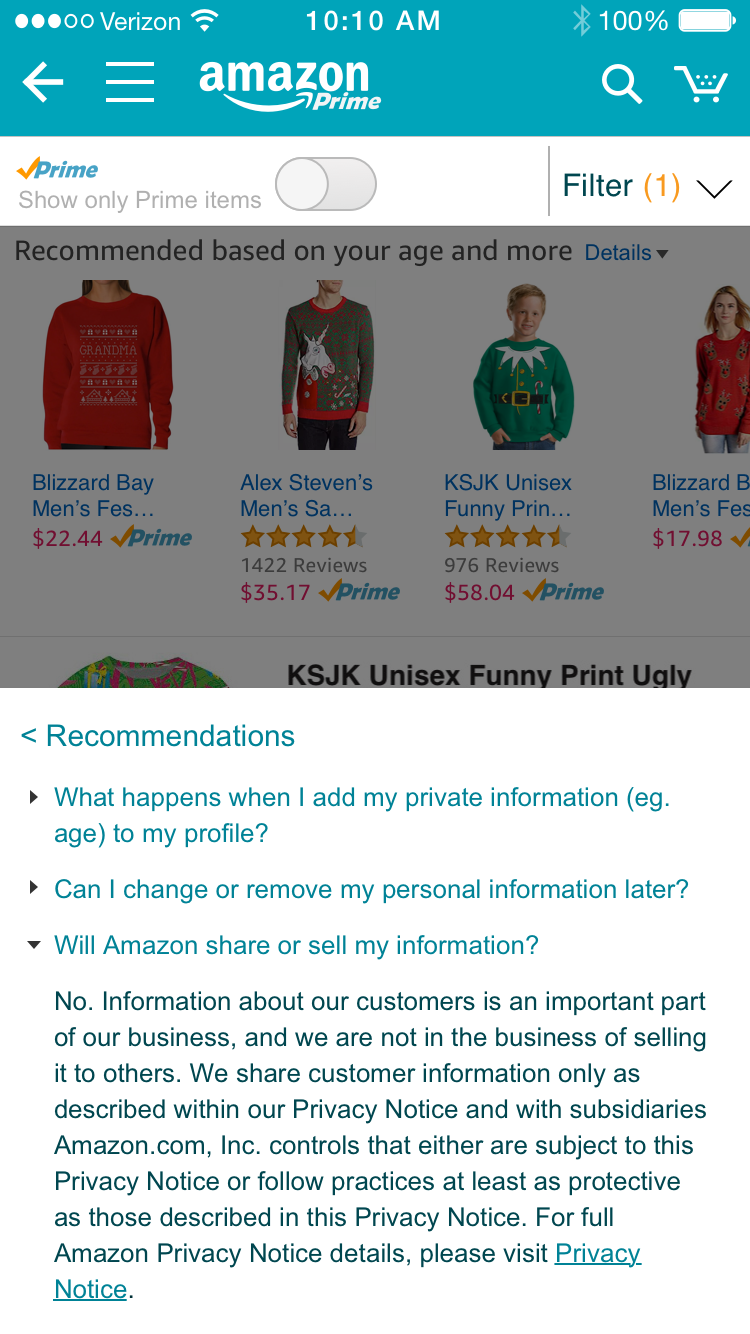 Verizon 10:10 AM 100%
amazon
Prime
Prime
Show only Prime items
Filter (1)
Recommended based on your age and more Details
GRANDMA
Blizzard Bay
Men's Fes...
$22.44 Prime
Alex Steven's
Men's Sa...
1422 Reviews
$35.17 Prime
KSJK Unisex
Funny Prin...
976 Reviews
$58.04 Prime
Blizzard B
Men's Fes
$17.98
KSJK Unisex Funny Print Ugly
< Recommendations
What happens when I add my private information (eg.
age) to my profile?
Can I change or remove my personal information later?
Will Amazon share or sell my information?
No. Information about our customers is an important part
of our business, and we are not in the business of selling
it to others. We share customer information only as
described within our Privacy Notice and with subsidiaries
Amazon.com, Inc. controls that either are subject to this
Privacy Notice or follow practices at least as protective
as those described in this Privacy Notice. For full
Amazon Privacy Notice details, please visit Privacy
Notice.